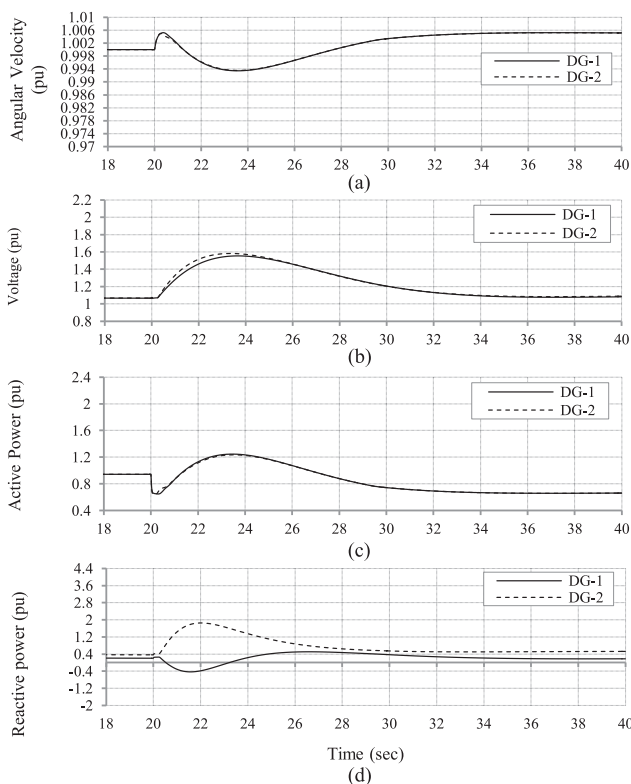 1.01
1.006
1.002
0.998
0.994
0.99
0.986
0.982
0.978
0.974
0.97
Angular Velocity
(pu)
DG-1
DG-2
18 20 22 24 26 28 30 32 34 36 38 40
(a)
2.2
2
1.8
1.6
1.4
1.2
1
0.8
Voltage (pu)
DG-1
DG-2
18 20 22 24 26 28 30 32 34 36 38 40
(b)
2.4
2
1.6
1.2
0.8
0.4
Active Power (pu)
DG-1
DG-2
18 20 22 24 26 28 30 32 34 36 38 40
(c)
4.4
3.6
2.8
2
1.2
0.4
-0.4
-1.2
-2
Reactive power (pu)
DG-1
DG-2
18 20 22 24 26 28 30 32 34 36 38 40
Time (sec)
(d)